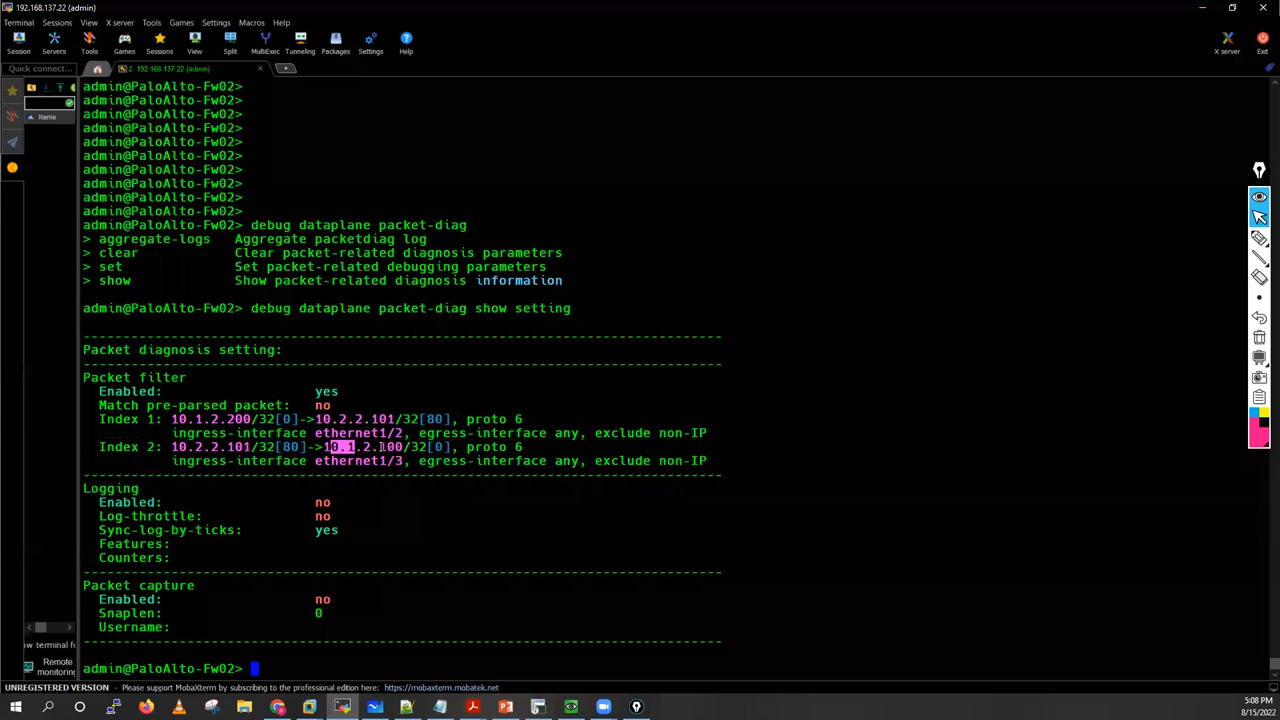 192.168.137.22 (admin)
Terminal Sessions View X server Tools Games Settings Macros Help
Session Servers Tools Games Sessions View Split MultiExec Tunneling Packages Settings Help X server Exit
Quick connect... 2. 192.168.137.22 (admin)
Name
admin@PaloAlto-Fw02>
admin@PaloAlto-Fw02>
admin@PaloAlto-Fw02>
admin@PaloAlto-Fw02>
admin@PaloAlto-Fw02>
admin@PaloAlto-Fw02>
admin@PaloAlto-Fw02>
admin@PaloAlto-Fw02>
admin@PaloAlto-Fw02>
admin@PaloAlto-Fw02>
admin@PaloAlto-Fw02> debug dataplane packet-diag
> aggregate-logs Aggregate packetdiag log
> clear Clear packet-related diagnosis parameters
> set Set packet-related debugging parameters
> show Show packet-related diagnosis information
admin@PaloAlto-Fw02> debug dataplane packet-diag show setting
--------------------------------------------------------------------------------
Packet diagnosis setting:
--------------------------------------------------------------------------------
Packet filter
Enabled: yes
Match pre-parsed packet: no
Index 1: 10.1.2.200/32[0]->10.2.2.101/32[80], proto 6
ingress-interface ethernet1/2, egress-interface any, exclude non-IP
Index 2: 10.2.2.101/32[80]->10.1.2.100/32[0], proto 6
ingress-interface ethernet1/3, egress-interface any, exclude non-IP
--------------------------------------------------------------------------------
Logging
Enabled: no
Log-throttle: no
Sync-log-by-ticks: yes
Features:
Counters:
--------------------------------------------------------------------------------
Packet capture
Enabled: no
Snaplen: 0
Username:
--------------------------------------------------------------------------------
admin@PaloAlto-Fw02>
ow terminal fo
Remote
monitoring
UNREGISTERED VERSION - Please support MobaXterm by subscribing to the professional edition here: https://mobaxterm.mobatek.net
5:08 PM
8/15/2022